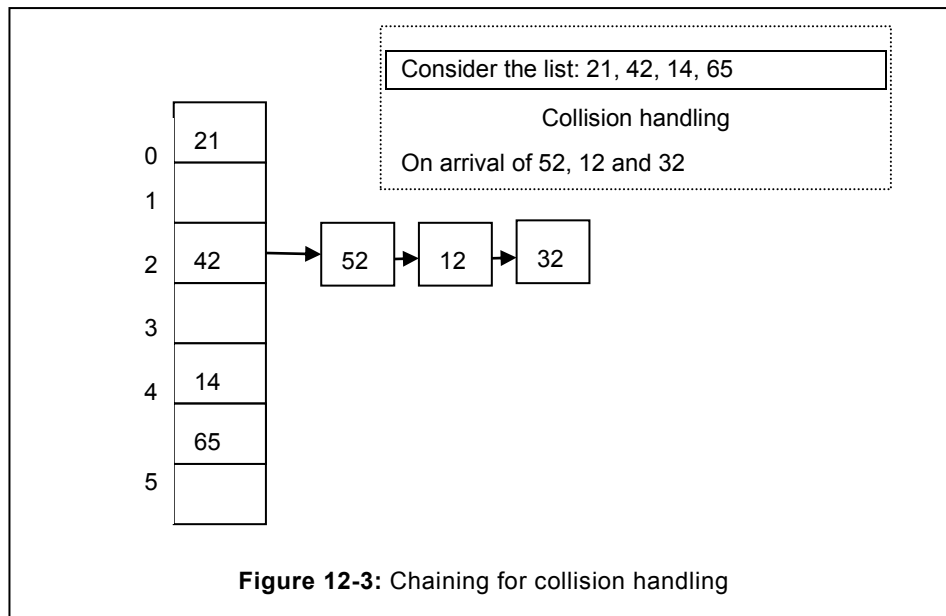 Consider the list: 21, 42, 14, 65
Collision handling
On arrival of 52, 12 and 32
0 21
1
2 42 52 12 32
3
4 14
65
5
Figure 12-3: Chaining for collision handling